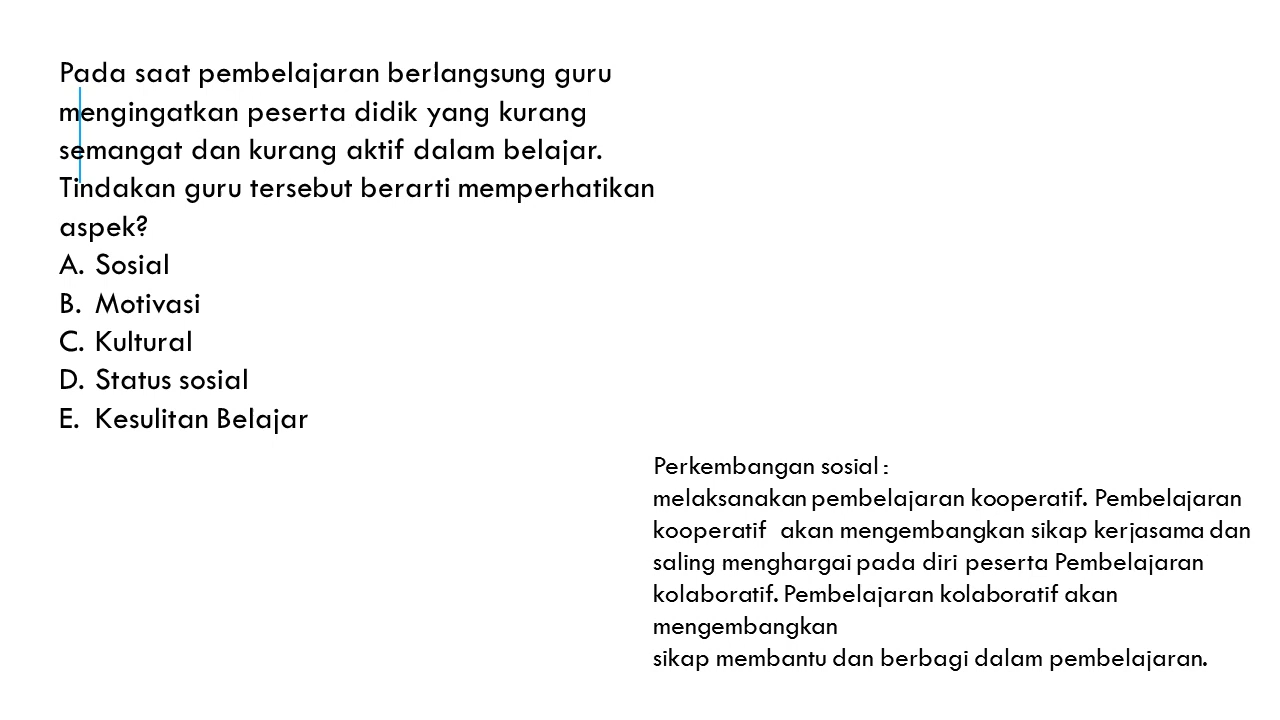 Pada saat pembelajaran berlangsung guru
mengingatkan peserta didik yang kurang
semangat dan kurang aktif dalam belajar.
Tindakan guru tersebut berarti memperhatikan
aspek?
A. Sosial
B. Motivasi
C. Kultural
D. Status sosial
E. Kesulitan Belajar
Perkembangan sosial :
melaksanakan pembelajaran kooperatif. Pembelajaran
kooperatif akan mengembangkan sikap kerjasama dan
saling menghargai pada diri peserta Pembelajaran
kolaboratif. Pembelajaran kolaboratif akan
mengembangkan
sikap membantu dan berbagi dalam pembelajaran.